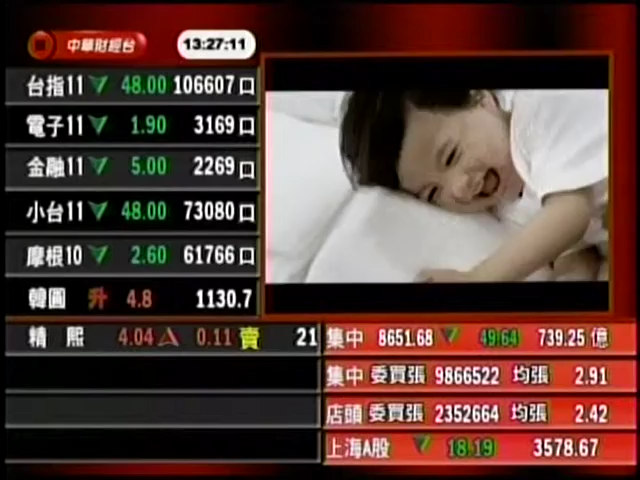 中華財經台 13:27:11
台指11 48.00 106607口
電子11 1.90 3169口
金融11 5.00 2269口
小台11 48.00 73080口
摩根10 2.60 61766口
韓圜 升 4.8 1130.7
精熙 4.04 0.11 賣 21
集中 8651.68 49.64 739.25億
集中 委買張 9866522 均張 2.91
店頭 委買張 2352664 均張 2.42
上海A股 18.19 3578.67